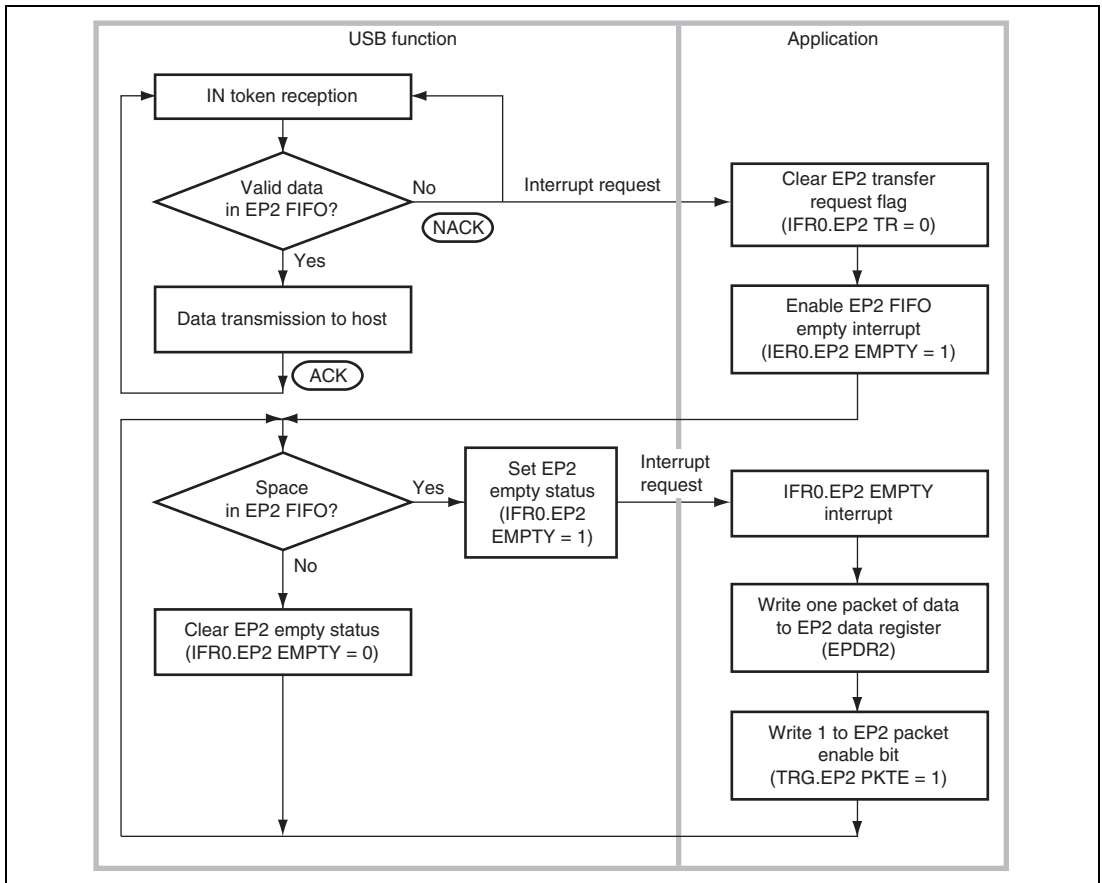 USB function
Application
IN token reception
Valid data
in EP2 FIFO?
No
NACK
Interrupt request
Clear EP2 transfer
request flag
(IFR0.EP2 TR = 0)
Yes
Data transmission to host
ACK
Enable EP2 FIFO
empty interrupt
(IER0.EP2 EMPTY = 1)
Space
in EP2 FIFO?
Yes
Set EP2
empty status
(IFR0.EP2
EMPTY = 1)
Interrupt
request
IFR0.EP2 EMPTY
interrupt
No
Clear EP2 empty status
(IFR0.EP2 EMPTY = 0)
Write one packet of data
to EP2 data register
(EPDR2)
Write 1 to EP2 packet
enable bit
(TRG.EP2 PKTE = 1)